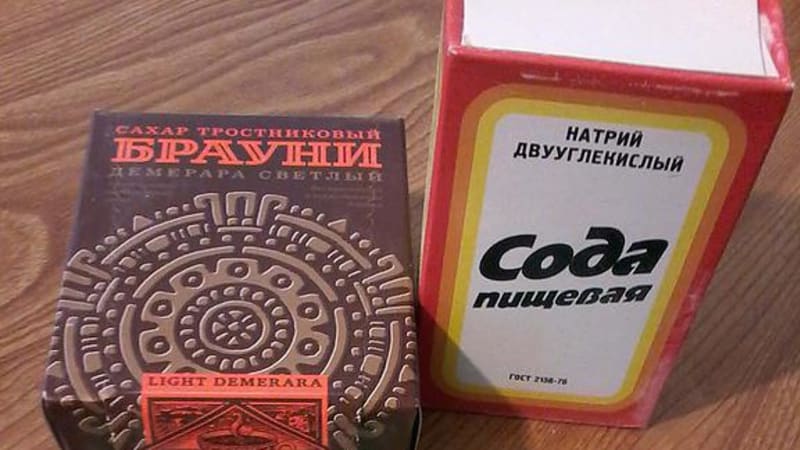 САХАР ТРОСТНИКОВЫЙ
БРАУНИ
ДЕМЕРАРА СВЕТЛЫЙ
LIGHT DEMERARA
НАТРИЙ
ДВУУГЛЕКИСЛЫЙ
Сода
пищевая
ГОСТ 2156-76